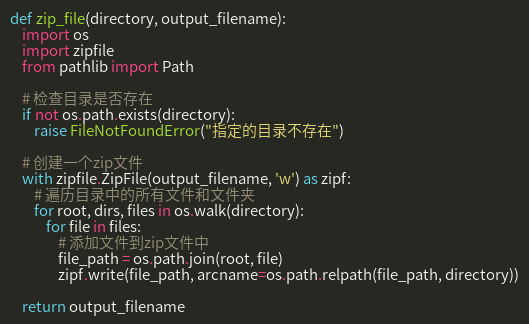 def zip_file(directory, output_filename):
    import os
    import zipfile
    from pathlib import Path

    # 检查目录是否存在
    if not os.path.exists(directory):
        raise FileNotFoundError("指定的目录不存在")

    # 创建一个zip文件
    with zipfile.ZipFile(output_filename, 'w') as zipf:
        # 遍历目录中的所有文件和文件夹
        for root, dirs, files in os.walk(directory):
            for file in files:
                # 添加文件到zip文件中
                file_path = os.path.join(root, file)
                zipf.write(file_path, arcname=os.path.relpath(file_path, directory))

    return output_filename